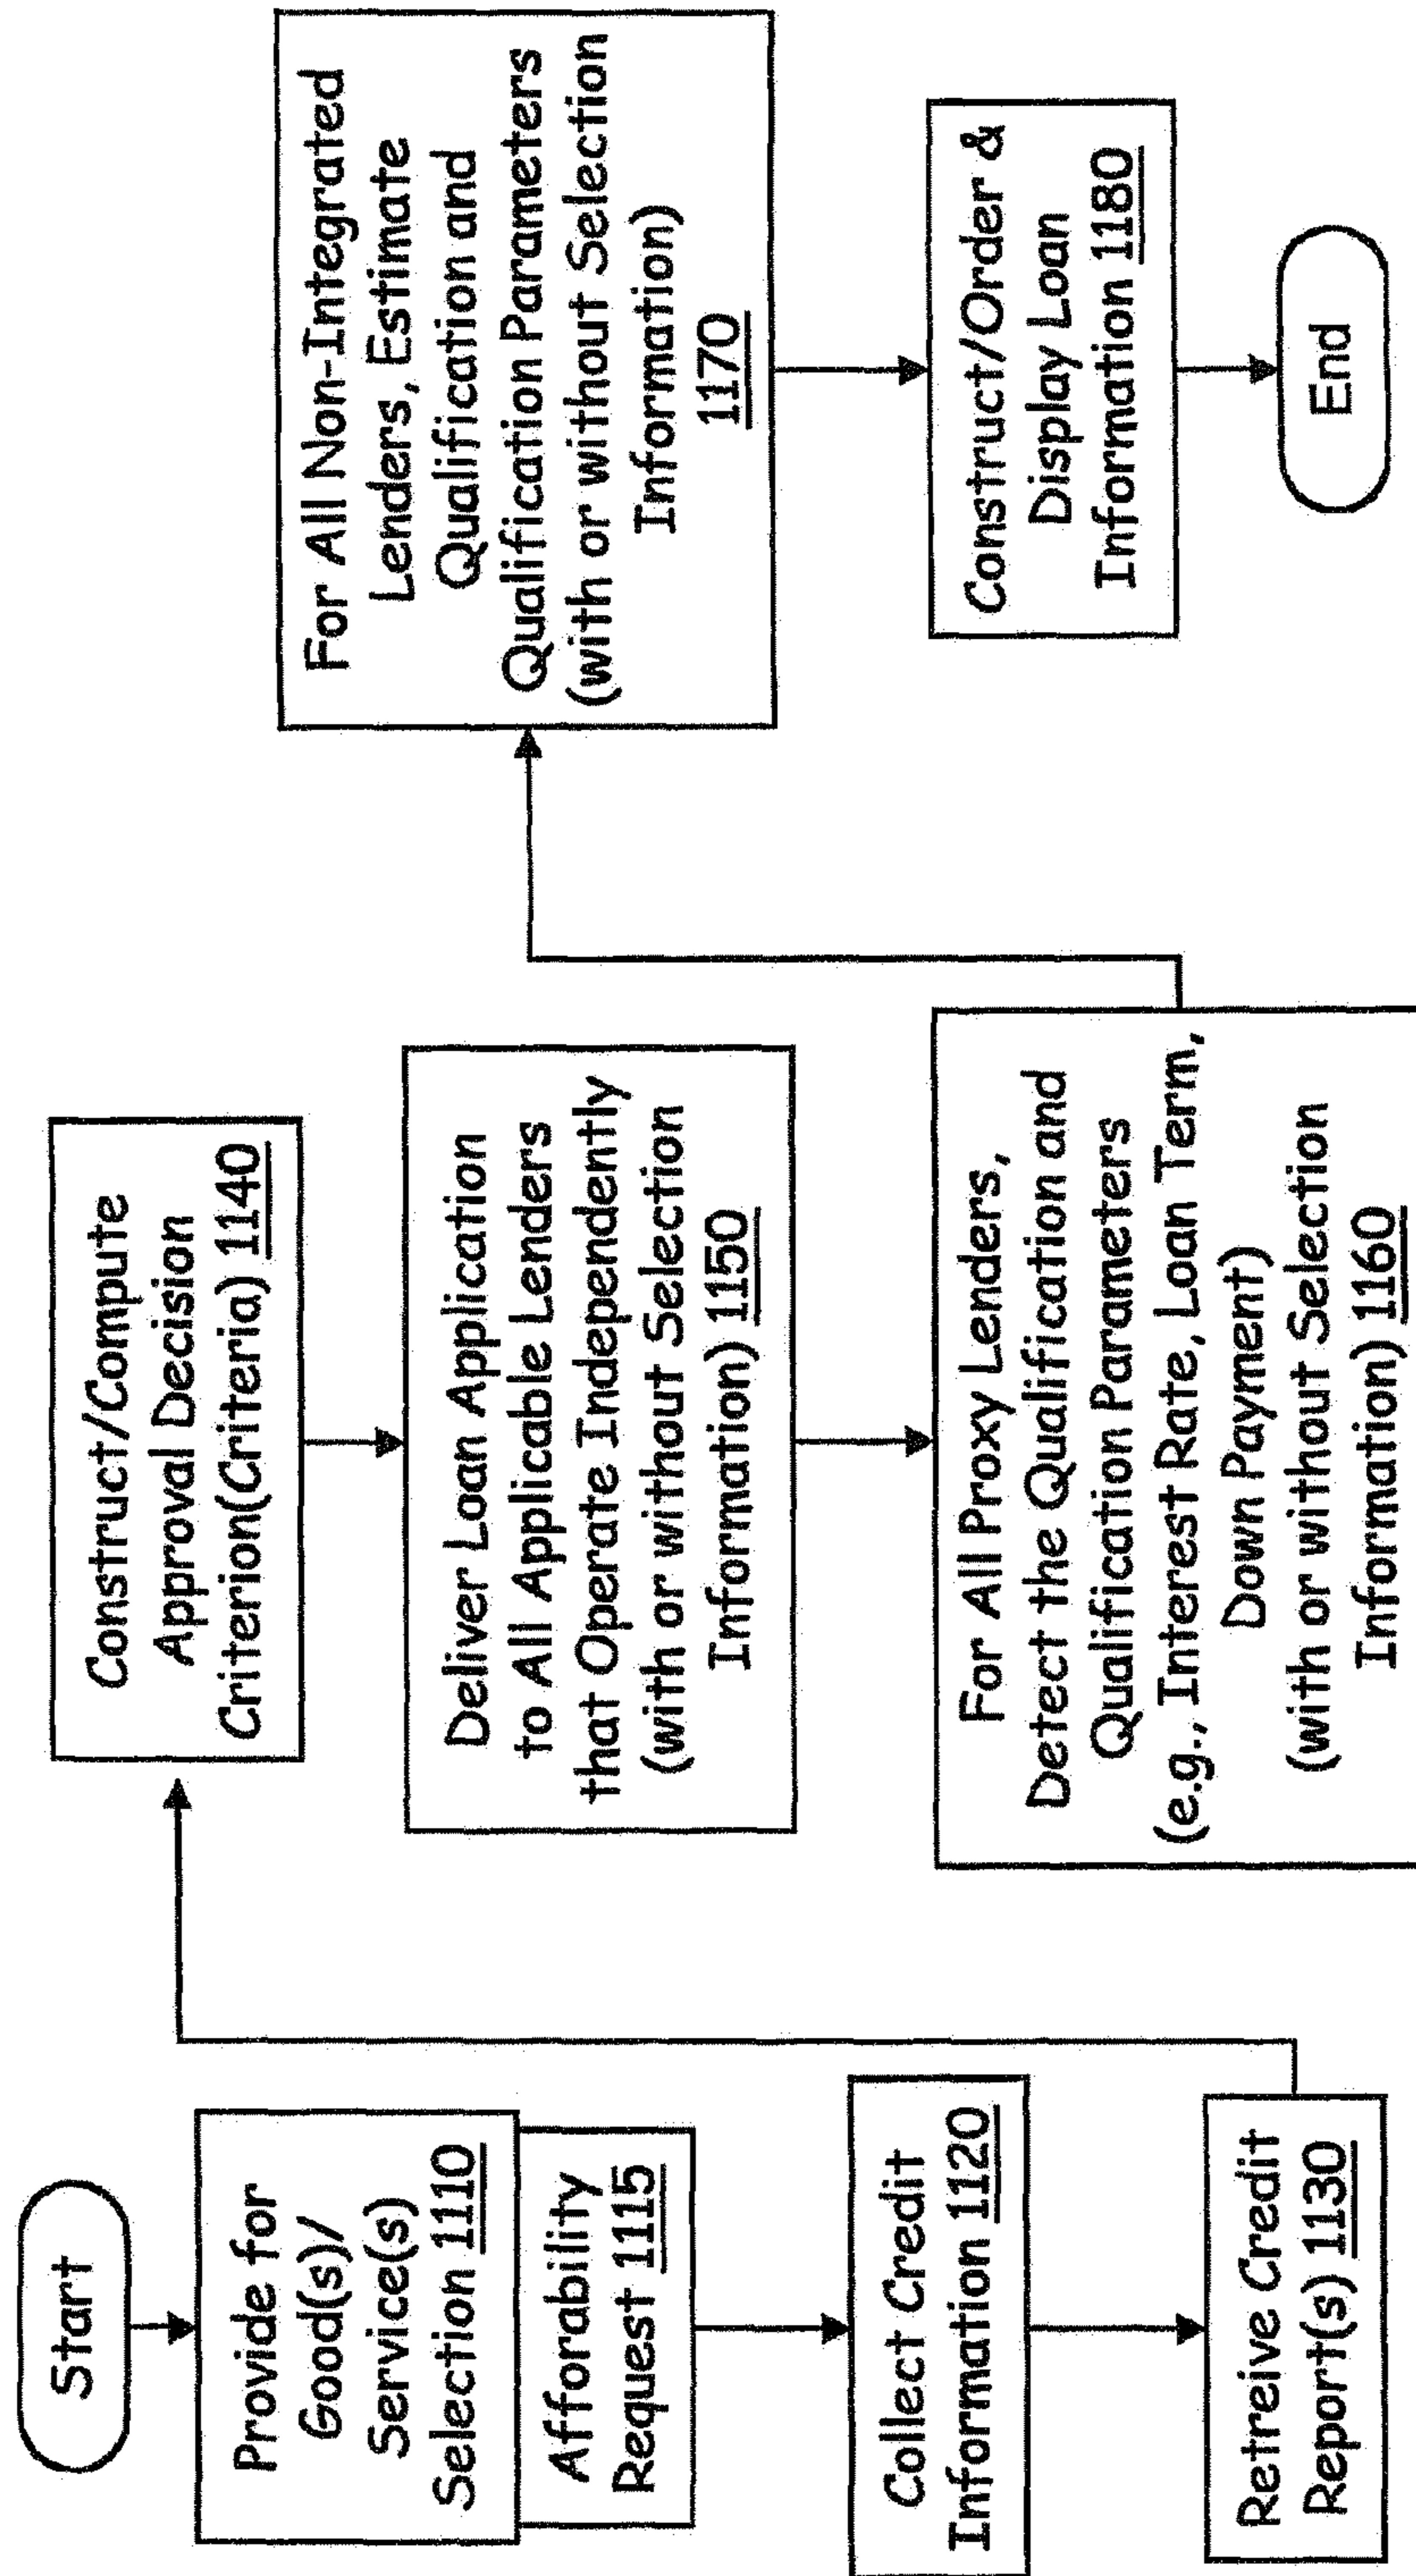 Start
Provide for
Good(s)/
Service(s)
Selection 1110
Afforability
Request 1115
Collect Credit
Information 1120
Retreive Credit
Report(s) 1130
Construct/Compute
Approval Decision
Criterion(Criteria) 1140
Deliver Loan Application
to All Applicable Lenders
that Operate Independently
(with or without Selection
Information) 1150
For All Proxy Lenders,
Detect the Qualification and
Qualification Parameters
(e.g., Interest Rate, Loan Term,
Down Payment)
(with or without Selection
Information) 1160
For All Non-Integrated
Lenders, Estimate
Qualification and
Qualification Parameters
(with or without Selection
Information)
1170
Construct/Order &
Display Loan
Information 1180
End